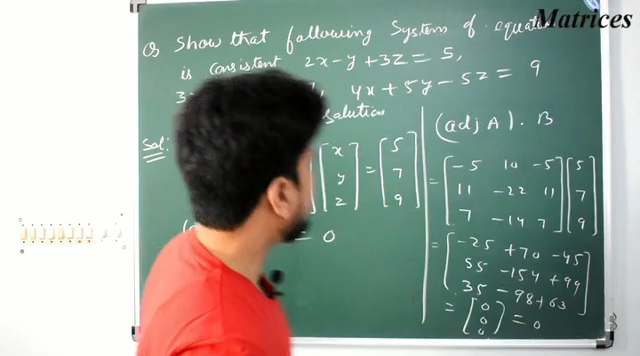 Matrices
Q Show that following System of equation
is consistent 2x - y + 3z = 5,
4x + 5y - 5z = 9
solution
Sol:
[x y z] = [5 7 9]
= 0
(adj A). B
= [-5 10 -5
11 -22 11
7 -14 7] [5 7 9]
= [-25 +70 -45
55 -154 +99
35 -98 +63]
= [0 0 0] = 0